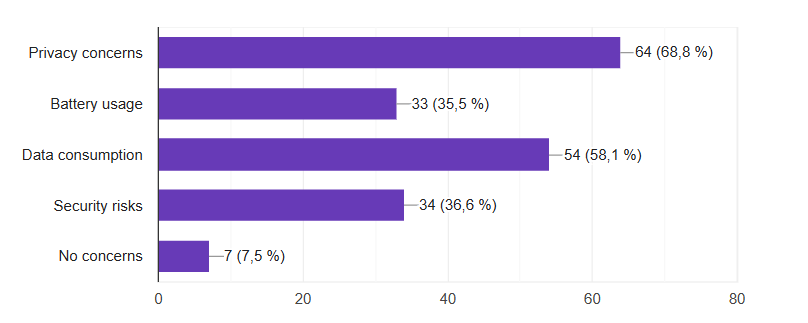 Privacy concerns 64 (68,8 %)
Battery usage 33 (35,5 %)
Data consumption 54 (58,1 %)
Security risks 34 (36,6 %)
No concerns 7 (7,5 %)
0 20 40 60 80